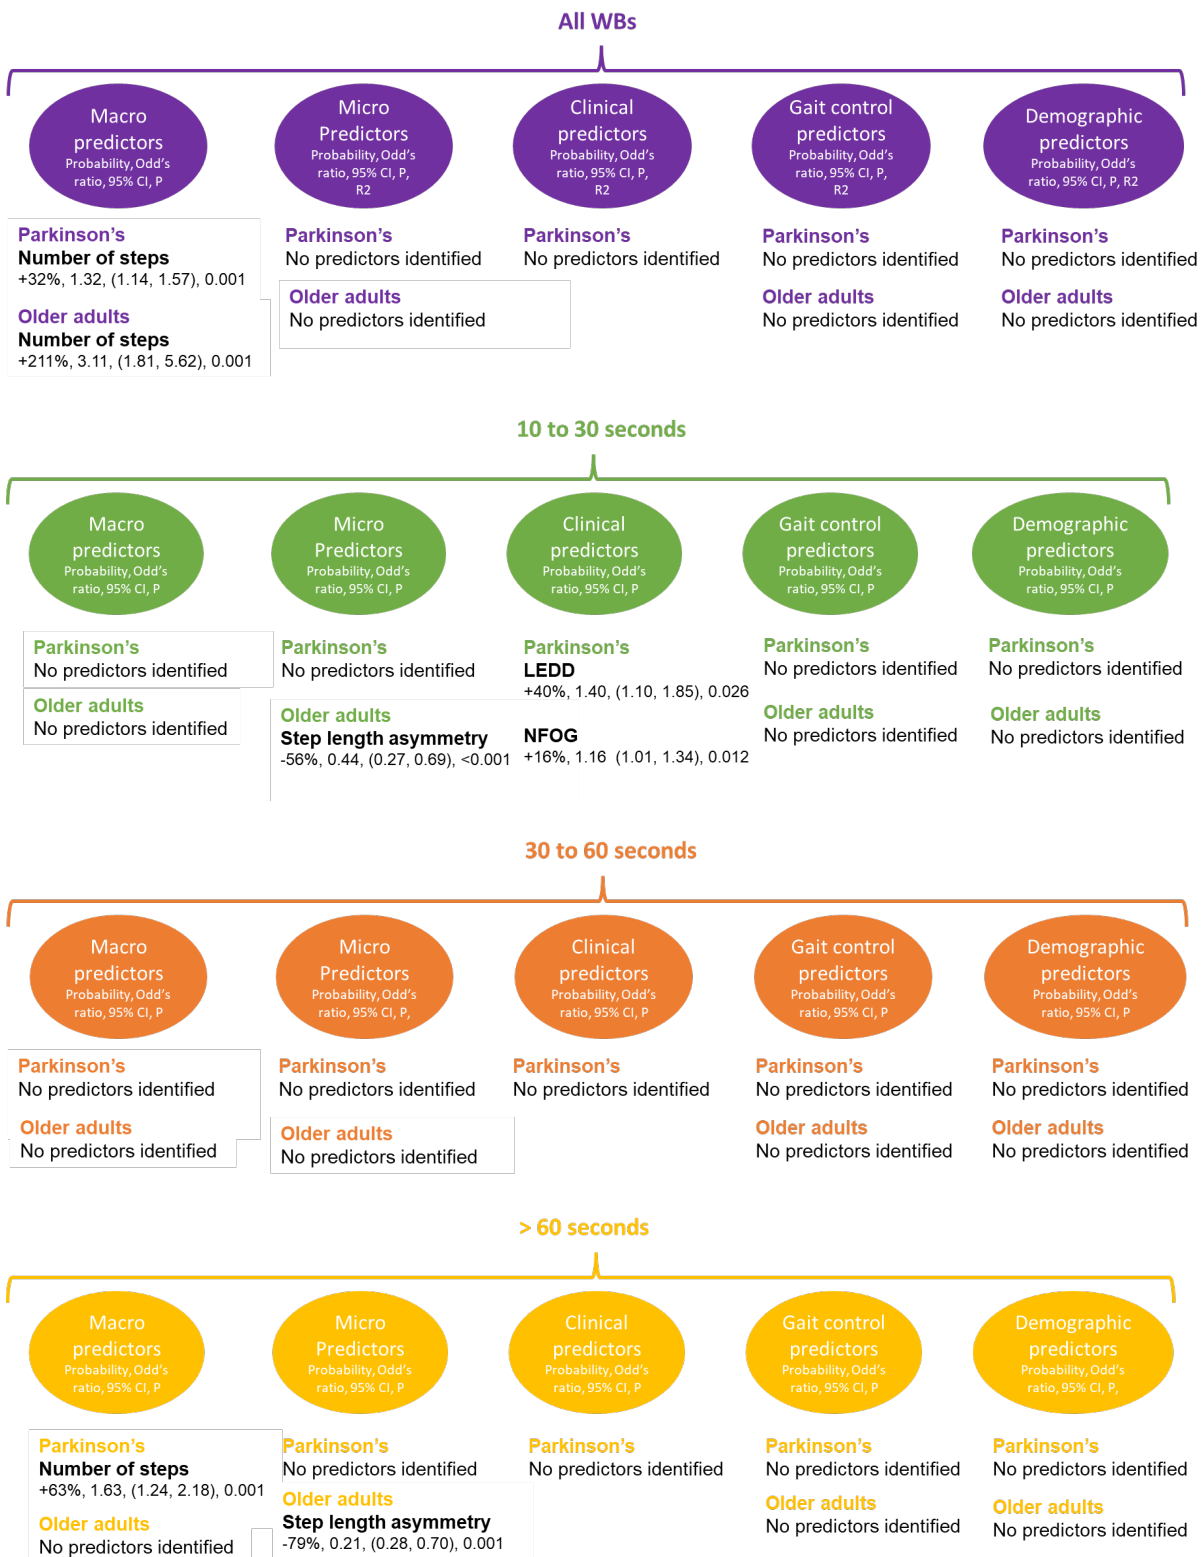 All WBs
Macro
predictors
Probability, Odd's
ratio, 95% CI, P
Micro
Predictors
Probability, Odd's
ratio, 95% CI, P,
R2
Clinical
predictors
Probability, Odd's
ratio, 95% CI, P,
R2
Gait control
predictors
Probability, Odd's
ratio, 95% CI, P,
R2
Demographic
predictors
Probability, Odd's
ratio, 95% CI, P, R2
Parkinson's
Number of steps
+32%, 1.32, (1.14, 1.57), 0.001
Older adults
Number of steps
+211%, 3.11, (1.81, 5.62), 0.001
Parkinson's
No predictors identified
Older adults
No predictors identified
Parkinson's
No predictors identified
Parkinson's
No predictors identified
Older adults
No predictors identified
Parkinson's
No predictors identified
Older adults
No predictors identified
10 to 30 seconds
Macro
predictors
Probability, Odd's
ratio, 95% CI, P
Micro
Predictors
Probability, Odd's
ratio, 95% CI, P
Clinical
predictors
Probability, Odd's
ratio, 95% CI, P
Gait control
predictors
Probability, Odd's
ratio, 95% CI, P
Demographic
predictors
Probability, Odd's
ratio, 95% CI, P
Parkinson's
No predictors identified
Older adults
No predictors identified
Parkinson's
No predictors identified
Older adults
Step length asymmetry
-56%, 0.44, (0.27, 0.69), <0.001
Parkinson's
LEDD
+40%, 1.40, (1.10, 1.85), 0.026
NFOG
+16%, 1.16 (1.01, 1.34), 0.012
Parkinson's
No predictors identified
Older adults
No predictors identified
Parkinson's
No predictors identified
Older adults
No predictors identified
30 to 60 seconds
Macro
predictors
Probability, Odd's
ratio, 95% CI, P
Micro
Predictors
Probability, Odd's
ratio, 95% CI, P,
Clinical
predictors
Probability, Odd's
ratio, 95% CI, P
Gait control
predictors
Probability, Odd's
ratio, 95% CI, P
Demographic
predictors
Probability, Odd's
ratio, 95% CI, P
Parkinson's
No predictors identified
Older adults
No predictors identified
Parkinson's
No predictors identified
Older adults
No predictors identified
Parkinson's
No predictors identified
Parkinson's
No predictors identified
Older adults
No predictors identified
Parkinson's
No predictors identified
Older adults
No predictors identified
> 60 seconds
Macro
predictors
Probability, Odd's
ratio, 95% CI, P
Micro
Predictors
Probability, Odd's
ratio, 95% CI, P
Clinical
predictors
Probability, Odd's
ratio, 95% CI, P
Gait control
predictors
Probability, Odd's
ratio, 95% CI, P
Demographic
predictors
Probability, Odd's
ratio, 95% CI, P,
Parkinson's
Number of steps
+63%, 1.63, (1.24, 2.18), 0.001
Older adults
No predictors identified
Parkinson's
No predictors identified
Older adults
Step length asymmetry
-79%, 0.21, (0.28, 0.70), 0.001
Parkinson's
No predictors identified
Parkinson's
No predictors identified
Older adults
No predictors identified
Parkinson's
No predictors identified
Older adults
No predictors identified